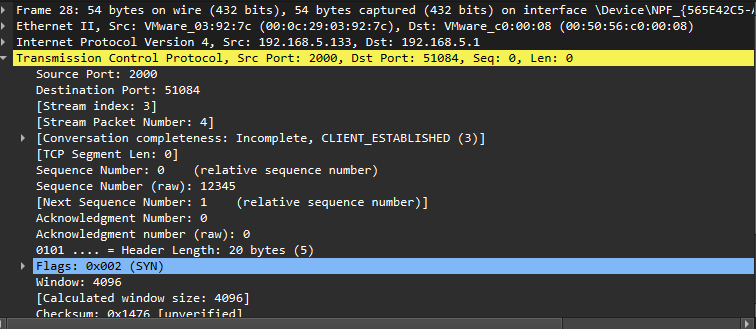 Frame 28: 54 bytes on wire (432 bits), 54 bytes captured (432 bits) on interface \Device\NPF_{565E42C5-
Ethernet II, Src: VMware_03:92:7c (00:0c:29:03:92:7c), Dst: VMware_c0:00:08 (00:50:56:c0:00:08)
Internet Protocol Version 4, Src: 192.168.5.133, Dst: 192.168.5.1
Transmission Control Protocol, Src Port: 2000, Dst Port: 51084, Seq: 0, Len: 0
Source Port: 2000
Destination Port: 51084
[Stream index: 3]
[Stream Packet Number: 4]
[Conversation completeness: Incomplete, CLIENT_ESTABLISHED (3)]
[TCP Segment Len: 0]
Sequence Number: 0    (relative sequence number)
Sequence Number (raw): 12345
[Next Sequence Number: 1    (relative sequence number)]
Acknowledgment Number: 0
Acknowledgment number (raw): 0
0101 .... = Header Length: 20 bytes (5)
Flags: 0x002 (SYN)
Window: 4096
[Calculated window size: 4096]
Checksum: 0x1476 [unverified]